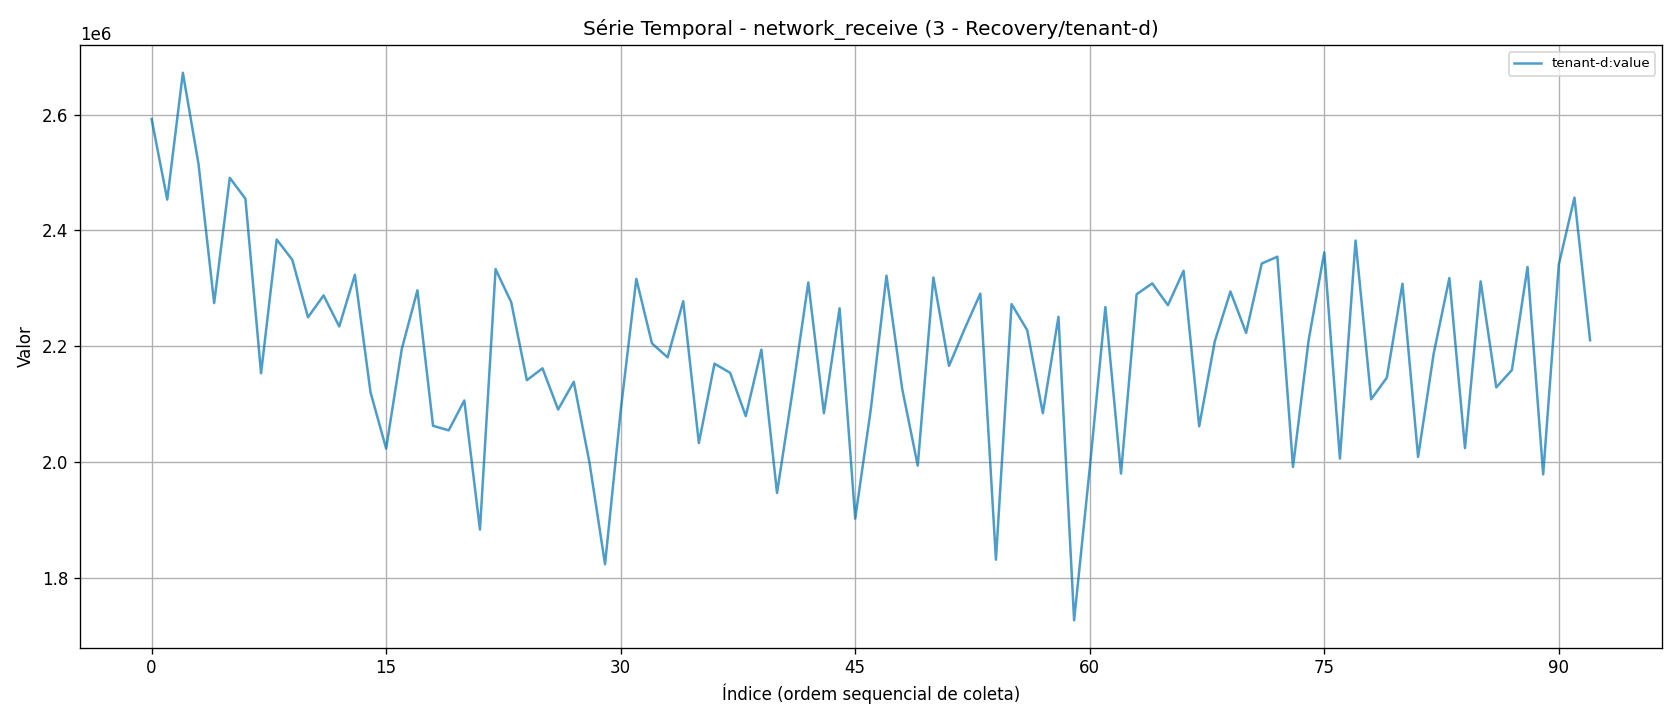 Série Temporal - network_receive (3 - Recovery/tenant-d)
1e6
tenant-d:value
2.6
2.4
2.2
2.0
1.8
Valor
0 15 30 45 60 75 90
Índice (ordem sequencial de coleta)